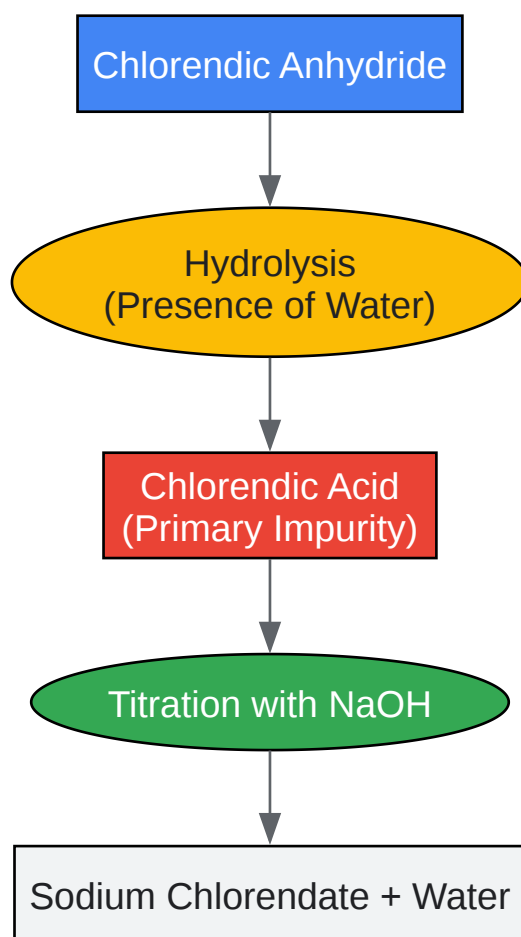 Chlorendic Anhydride
Hydrolysis
(Presence of Water)
Chlorendic Acid
(Primary Impurity)
Titration with NaOH
Sodium Chlorendate + Water